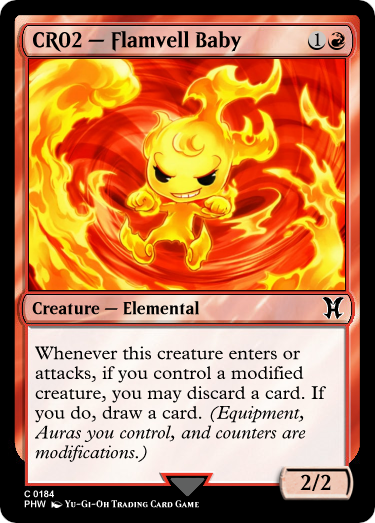 CR02 — Flamvell Baby 1
Creature — Elemental
Whenever this creature enters or
attacks, if you control a modified
creature, you may discard a card. If
you do, draw a card. (Equipment,
Auras you control, and counters are
modifications.)
2/2
C 0184
PHW Yu-Gi-Oh Trading Card Game